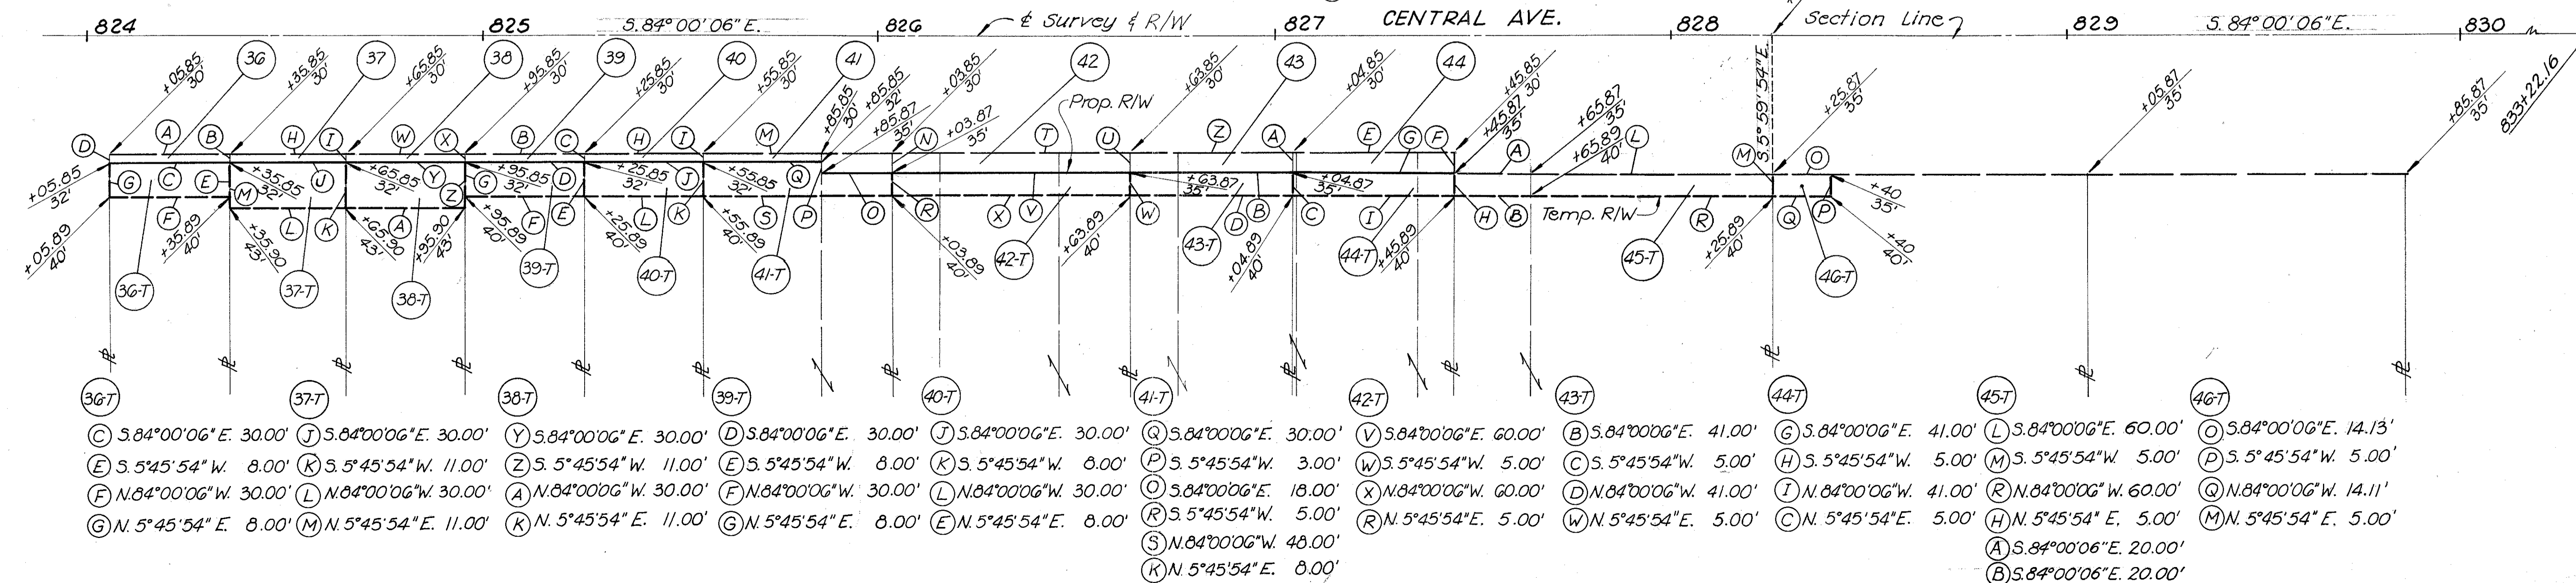 824 825 S.84°00'06"E. 826 ⅊ Survey & R/W 827 CENTRAL AVE. 828 Section Line 829 S.84°00'06"E. 830
36 37 38 39 40 41 42 43 44
+05.85 30' +35.85 30' +65.85 30' +95.85 30' +25.85 30' +55.85 30' +85.85 30' +85.85 32' +85.87 35' +03.85 30' +03.87 35' +63.85 30' +04.85 30' +45.85 30' +45.87 35' +65.87 35' +65.89 40' S.5°59'54"E. +25.87 35' +05.87 35' +85.87 35' 833+22.16
Prop. R/W
D A B H I W X B C H I M N T U Z A E G F A L M O
+05.85 32' +35.85 32' +65.85 32' +95.85 32' +25.85 32' +55.85 32' +63.87 35' +04.87 35' +40 35'
G C E M J Y Z G D J Q
F L K A F E L K S P O R X V W D B C I H B Temp. R/W R Q P
+05.89 40' +35.89 40' +35.90 43' +65.90 43' +95.90 43' +95.89 40' +25.89 40' +55.89 40' +03.89 40' +63.89 40' +04.89 40' +45.89 40' +25.89 40' +40 40'
36-T 37-T 38-T 39-T 40-T 41-T 42-T 43-T 44-T 45-T 46-T
36-T 37-T 38-T 39-T 40-T 41-T 42-T 43-T 44-T 45-T 46-T
C S.84°00'06"E. 30.00' J S.84°00'06"E. 30.00' Y S.84°00'06"E. 30.00' D S.84°00'06"E. 30.00' J S.84°00'06"E. 30.00' Q S.84°00'06"E. 30.00' V S.84°00'06"E. 60.00' B S.84°00'06"E. 41.00' G S.84°00'06"E. 41.00' L S.84°00'06"E. 60.00' O S.84°00'06"E. 14.13'
E S. 5°45'54"W. 8.00' K S. 5°45'54"W. 11.00' Z S. 5°45'54"W. 11.00' E S. 5°45'54"W. 8.00' K S. 5°45'54"W. 8.00' P S. 5°45'54"W. 3.00' W S. 5°45'54"W. 5.00' C S. 5°45'54"W. 5.00' H S. 5°45'54"W. 5.00' M S. 5°45'54"W. 5.00' P S. 5°45'54"W. 5.00'
F N.84°00'06"W. 30.00' L N.84°00'06"W. 30.00' A N.84°00'06"W. 30.00' F N.84°00'06"W. 30.00' L N.84°00'06"W. 30.00' O S.84°00'06"E. 18.00' X N.84°00'06"W. 60.00' D N.84°00'06"W. 41.00' I N.84°00'06"W. 41.00' R N.84°00'06"W. 60.00' Q N.84°00'06"W. 14.11'
G N. 5°45'54"E. 8.00' M N. 5°45'54"E. 11.00' K N. 5°45'54"E. 11.00' G N. 5°45'54"E. 8.00' E N. 5°45'54"E. 8.00' R S. 5°45'54"W. 5.00' R N. 5°45'54"E. 5.00' W N. 5°45'54"E. 5.00' C N. 5°45'54"E. 5.00' H N. 5°45'54"E. 5.00' M N. 5°45'54"E. 5.00'
S N.84°00'06"W. 48.00' A S.84°00'06"E. 20.00'
K N. 5°45'54"E. 8.00' B S.84°00'06"E. 20.00'